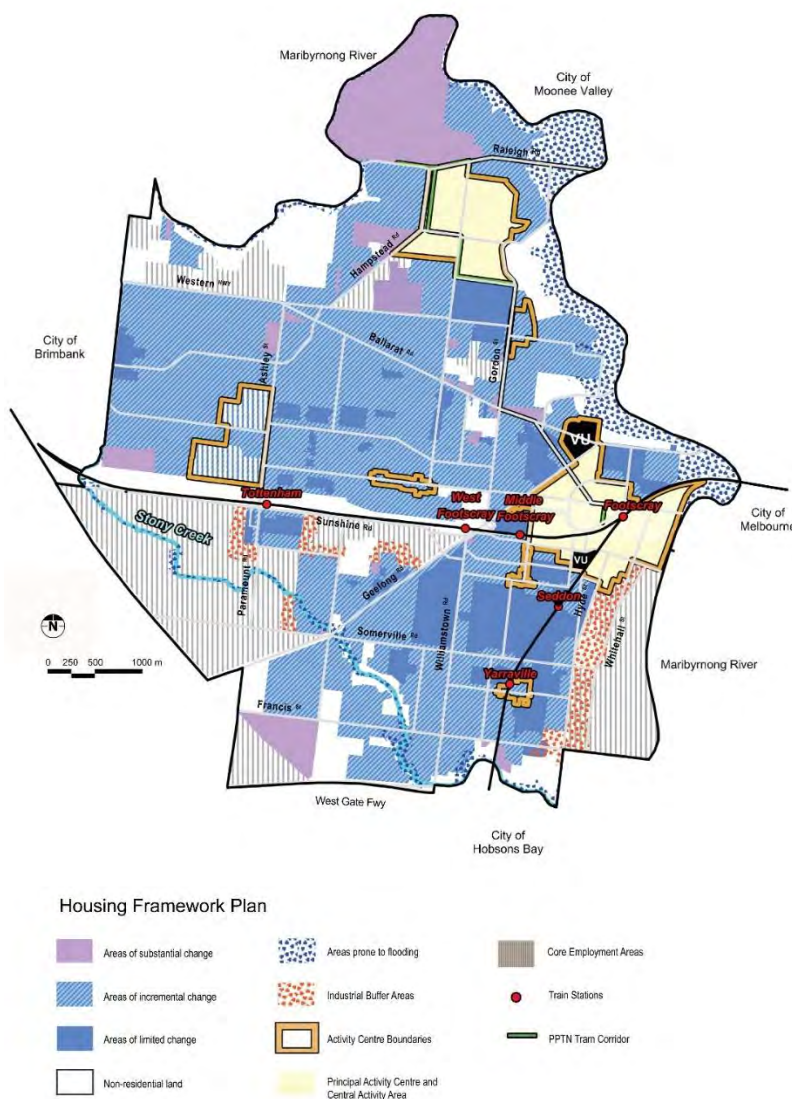 Maribyrnong River
City of
Moonee Valley
Raleigh Rd
Hampstead Rd
Western HWY
City of
Brimbank
Ballarat Rd
Ashley St
Gordon St
VU
Tottenham
West
Footscray
Middle
Footscray
Footscray
City of
Melbourne
Stony Creek
Sunshine Rd
VU
Paramount Rd
Geelong Rd
Seddon
Hyde St
Whitehall St
N
Somerville Rd
Williamstown Rd
0 250 500 1000 m
Maribyrnong River
Yarraville
Francis St
West Gate Fwy
City of
Hobsons Bay
Housing Framework Plan
Areas of substantial change
Areas prone to flooding
Core Employment Areas
Areas of incremental change
Industrial Buffer Areas
Train Stations
Areas of limited change
Activity Centre Boundaries
PPTN Tram Corridor
Non-residential land
Principal Activity Centre and
Central Activity Area